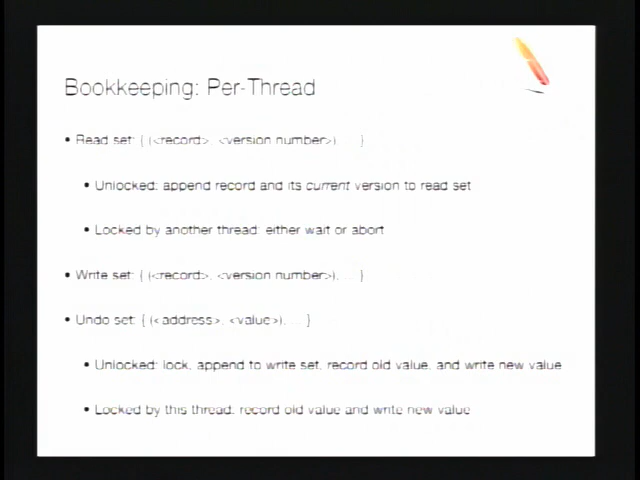 Bookkeeping: Per-Thread
• Read set: { (<record>, <version number>), ... }
• Unlocked: append record and its current version to read set
• Locked by another thread: either wait or abort
• Write set: { (<record>, <version number>), ... }
• Undo set: { (<address>, <value>), ... }
• Unlocked: lock, append to write set, record old value, and write new value
• Locked by this thread: record old value and write new value